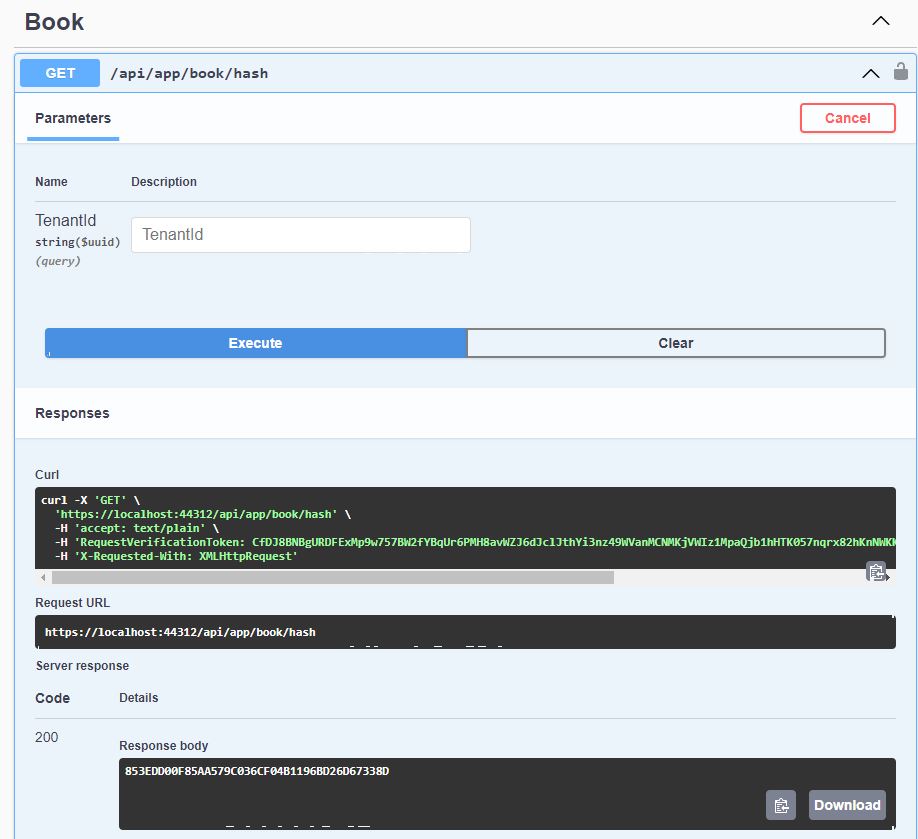 Book
GET /api/app/book/hash
Parameters
Cancel
Name Description
TenantId
string($uuid)
(query)
TenantId
Execute Clear
Responses
Curl
curl -X 'GET' \
'https://localhost:44312/api/app/book/hash' \
-H 'accept: text/plain' \
-H 'RequestVerificationToken: CfDJ8BNBgURDFExMp9w757BW2fYBqUr6PMH8avWZJ6dJclJthYi3nz49WVanMCNMKjVWIz1MpaQjb1hHTK057nqrx82hKnNWKK
-H 'X-Requested-With: XMLHttpRequest'
Request URL
https://localhost:44312/api/app/book/hash
Server response
Code Details
200
Response body
853EDD00F85AA579C036CF04B1196BD26D67338D
Download